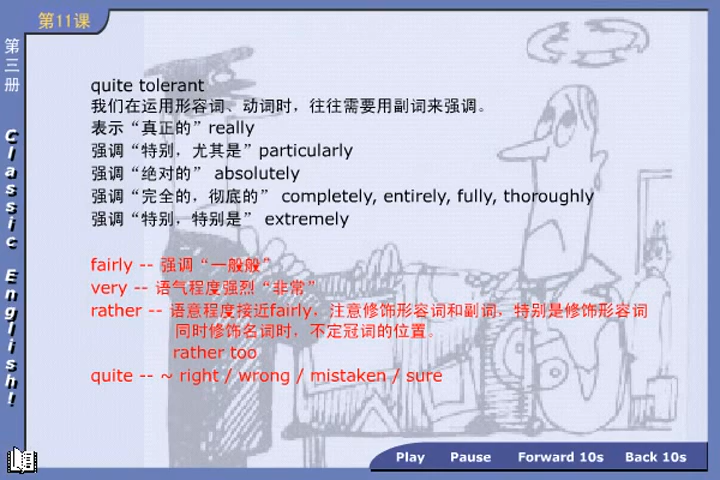 第11课
第三册
Classic English!
quite tolerant
我们在运用形容词、动词时，往往需要用副词来强调。
表示“真正的”really
强调“特别，尤其是”particularly
强调“绝对的” absolutely
强调“完全的，彻底的” completely, entirely, fully, thoroughly
强调“特别，特别是” extremely
fairly -- 强调“一般般”
very -- 语气程度强烈“非常”
rather -- 语意程度接近fairly，注意修饰形容词和副词，特别是修饰形容词
同时修饰名词时，不定冠词的位置。
rather too
quite -- ~ right / wrong / mistaken / sure
Play Pause Forward 10s Back 10s